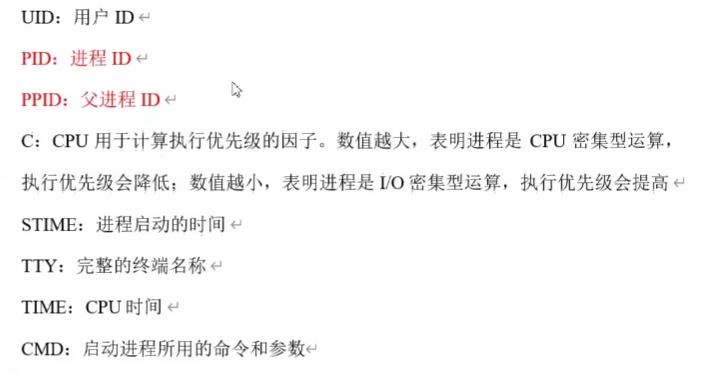 UID：用户 ID
PID：进程 ID
PPID：父进程 ID
C：CPU 用于计算执行优先级的因子。数值越大，表明进程是 CPU 密集型运算，
执行优先级会降低；数值越小，表明进程是 I/O 密集型运算，执行优先级会提高
STIME：进程启动的时间
TTY：完整的终端名称
TIME：CPU 时间
CMD：启动进程所用的命令和参数